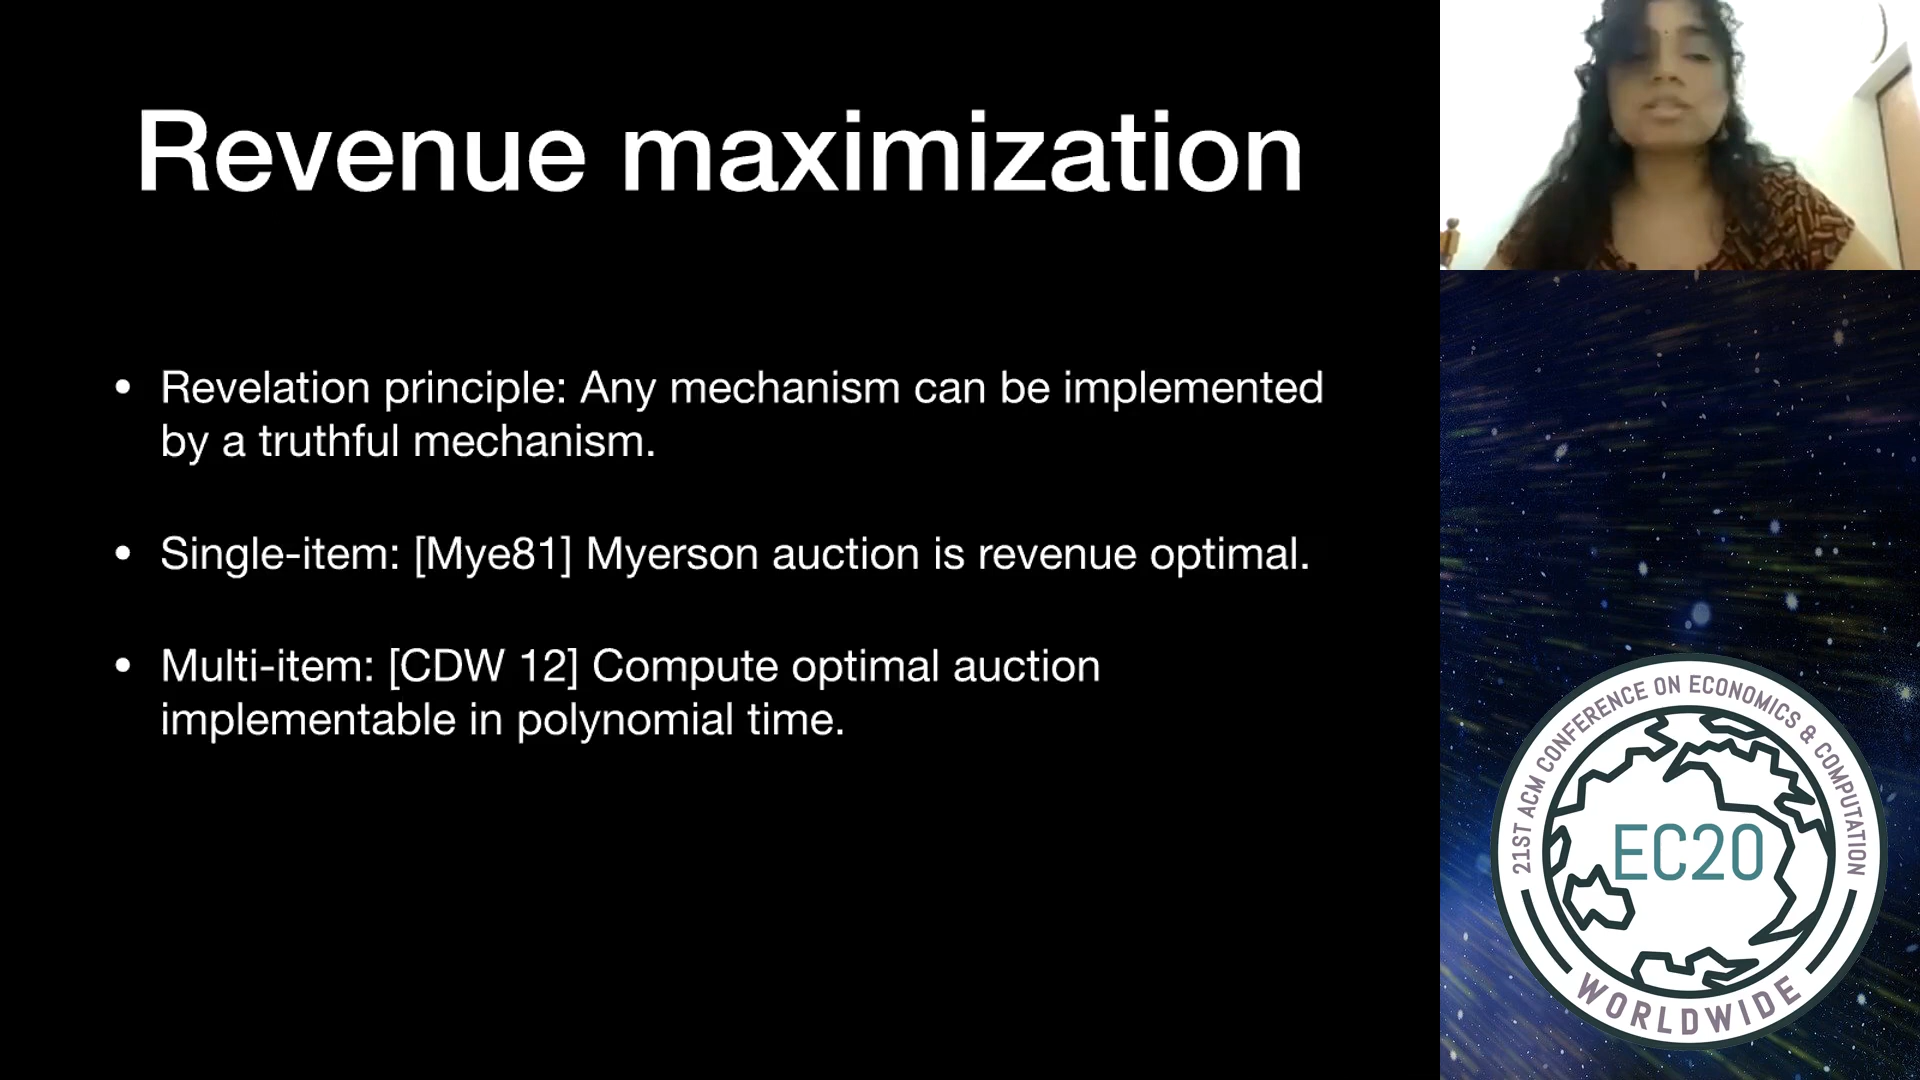 Revenue maximization
• Revelation principle: Any mechanism can be implemented
by a truthful mechanism.
• Single-item: [Mye81] Myerson auction is revenue optimal.
• Multi-item: [CDW 12] Compute optimal auction
implementable in polynomial time.
21ST ACM CONFERENCE ON ECONOMICS & COMPUTATION
EC20
WORLDWIDE